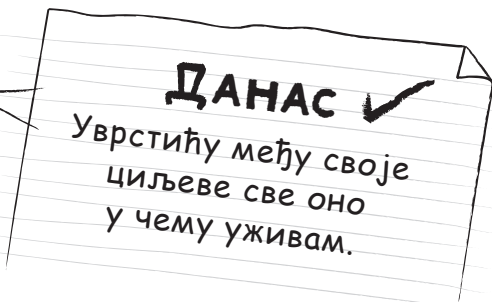 Данас ✓
Уврстићу међу своје
циљеве све оно
у чему уживам.